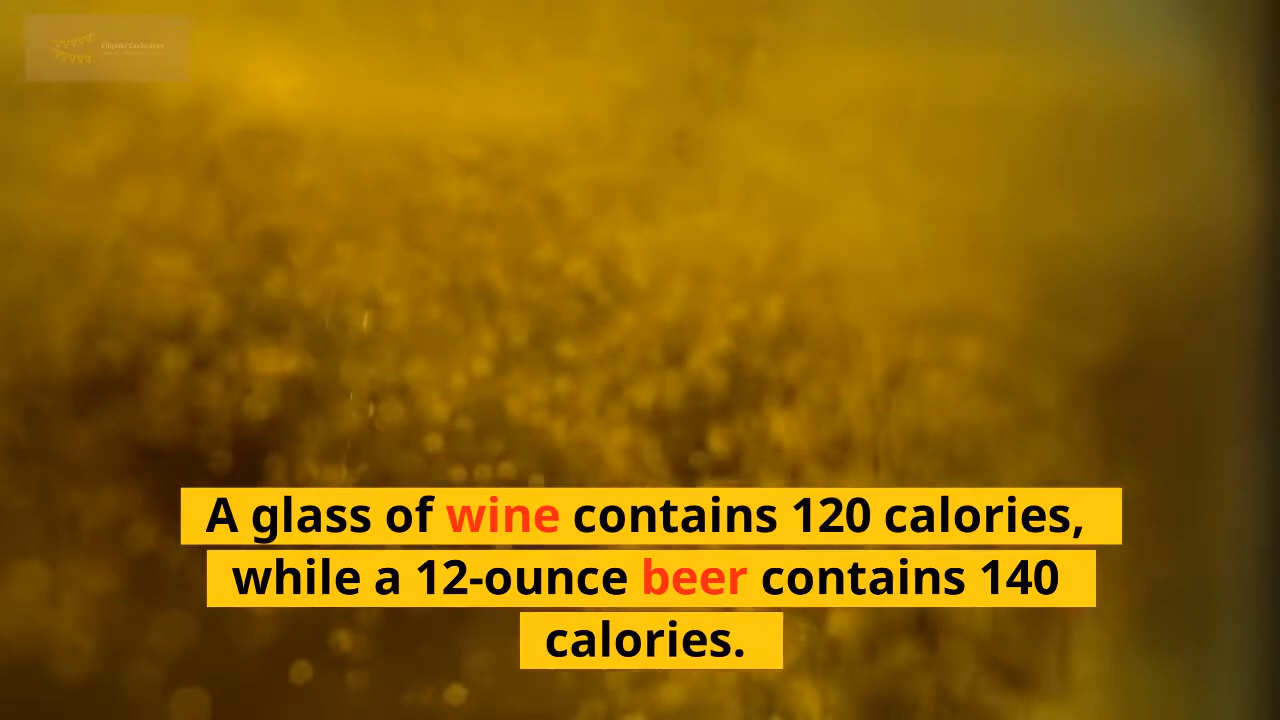 A glass of wine contains 120 calories,
while a 12-ounce beer contains 140
calories.